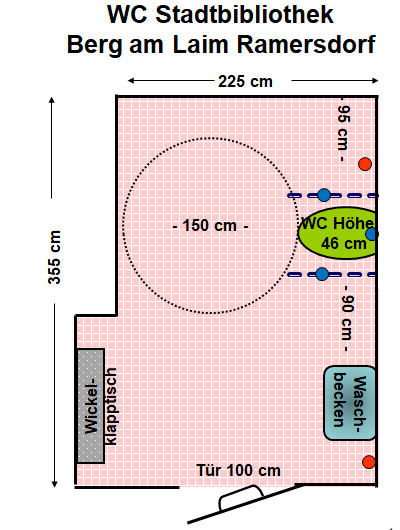 WC Stadtbibliothek
Berg am Laim Ramersdorf
225 cm
- 95 cm -
355 cm
- 150 cm -
WC Höhe
46 cm
- 90 cm -
Wickel-
klapptisch
Wasch-
becken
Tür 100 cm